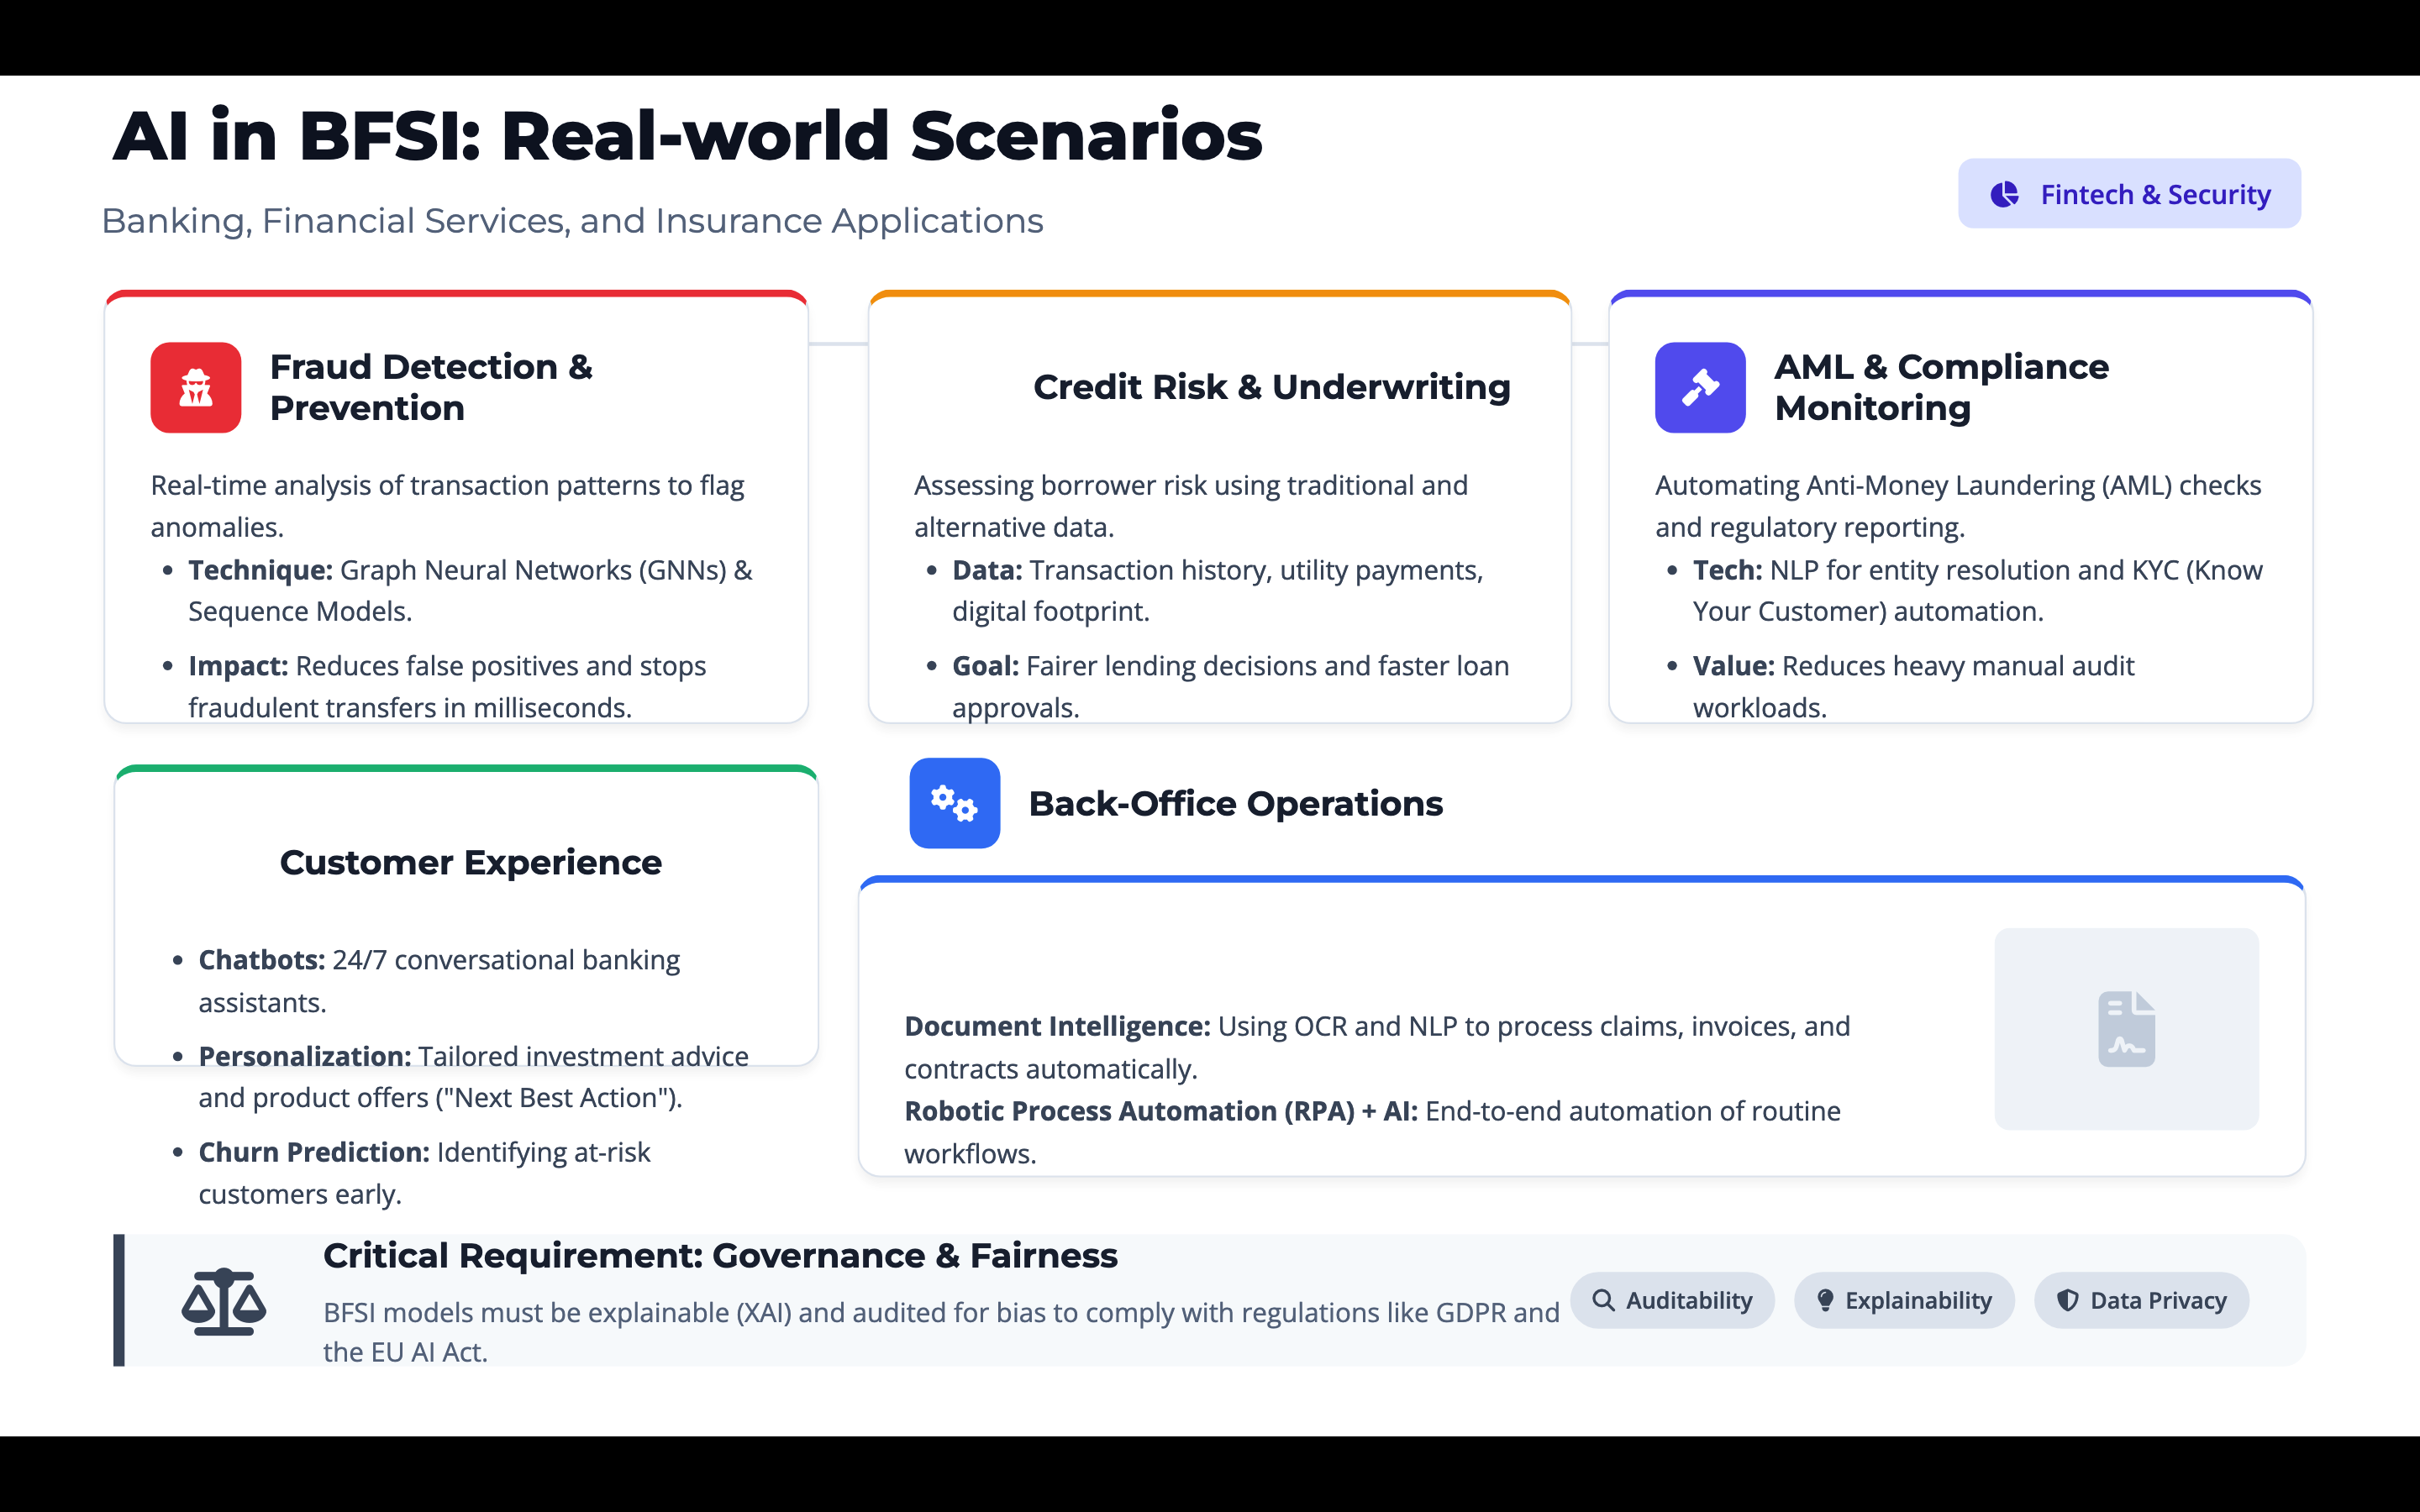 AI in BFSI: Real-world Scenarios
Banking, Financial Services, and Insurance Applications
Fintech & Security
Fraud Detection &
Prevention
Real-time analysis of transaction patterns to flag
anomalies.
• Technique: Graph Neural Networks (GNNs) &
Sequence Models.
• Impact: Reduces false positives and stops
fraudulent transfers in milliseconds.
Credit Risk & Underwriting
Assessing borrower risk using traditional and
alternative data.
• Data: Transaction history, utility payments,
digital footprint.
• Goal: Fairer lending decisions and faster loan
approvals.
AML & Compliance
Monitoring
Automating Anti-Money Laundering (AML) checks
and regulatory reporting.
• Tech: NLP for entity resolution and KYC (Know
Your Customer) automation.
• Value: Reduces heavy manual audit
workloads.
Customer Experience
• Chatbots: 24/7 conversational banking
assistants.
• Personalization: Tailored investment advice
and product offers ("Next Best Action").
• Churn Prediction: Identifying at-risk
customers early.
Back-Office Operations
Document Intelligence: Using OCR and NLP to process claims, invoices, and
contracts automatically.
Robotic Process Automation (RPA) + AI: End-to-end automation of routine
workflows.
Critical Requirement: Governance & Fairness
BFSI models must be explainable (XAI) and audited for bias to comply with regulations like GDPR and
the EU AI Act.
Auditability
Explainability
Data Privacy